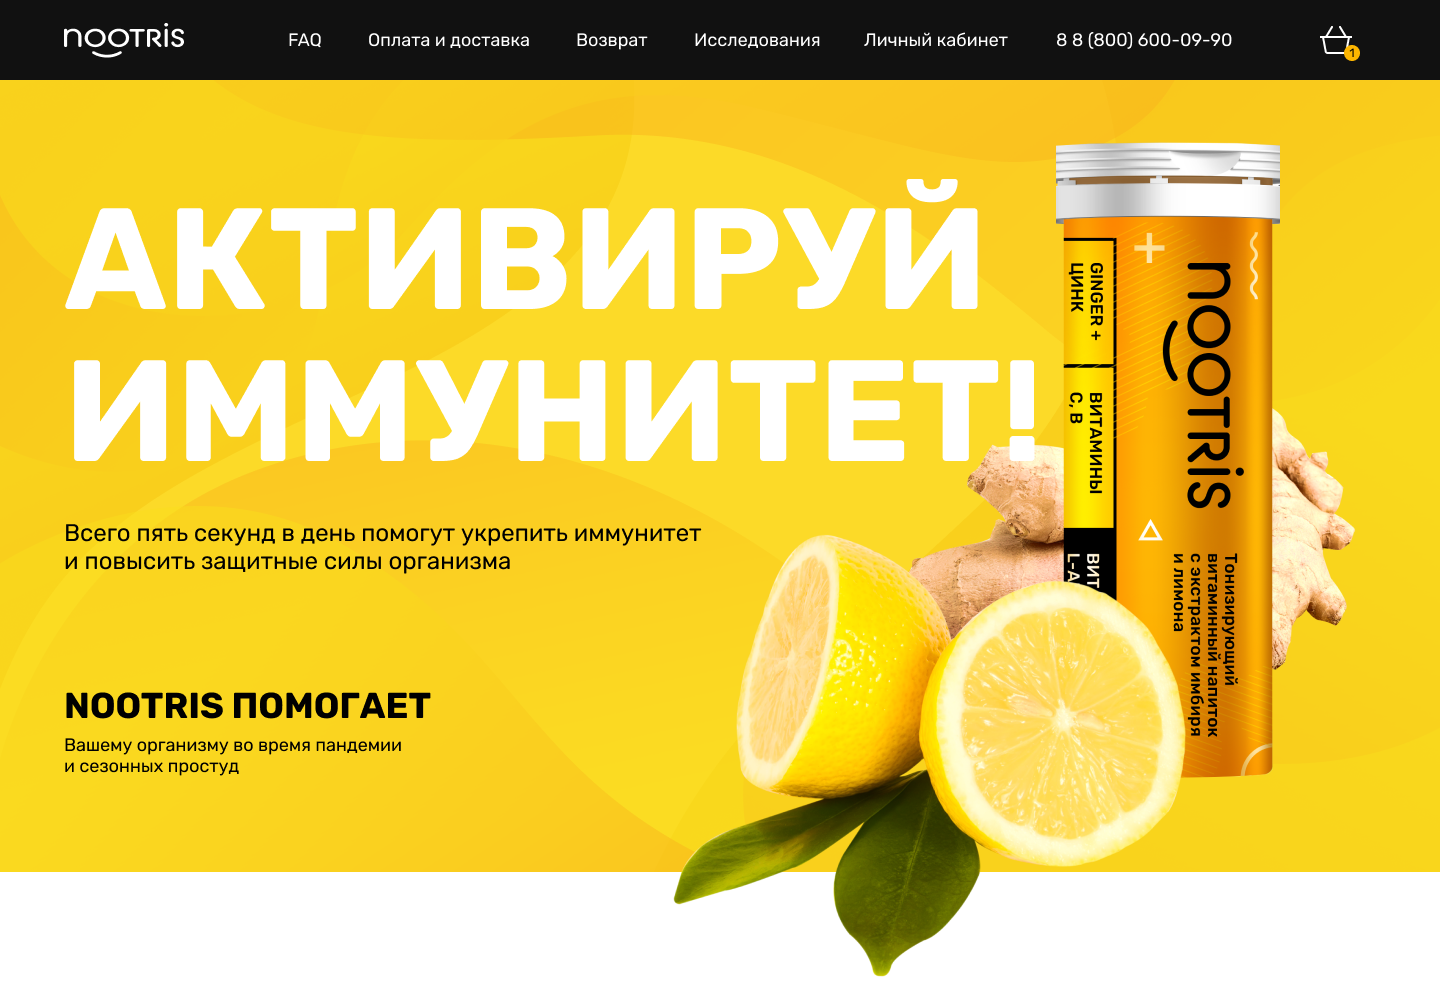 nooTRiS
FAQ
Оплата и доставка
Возврат
Исследования
Личный кабинет
8 8 (800) 600-09-90
1
АКТИВИРУЙ
ИММУНИТЕТ!
Всего пять секунд в день помогут укрепить иммунитет
и повысить защитные силы организма
NOOTRIS ПОМОГАЕТ
Вашему организму во время пандемии
и сезонных простуд
GINGER +
ЦИНК
ВИТАМИНЫ
C, B
nooTRiS
Тонизирующий
витаминный напиток
с экстрактом имбиря
и лимона